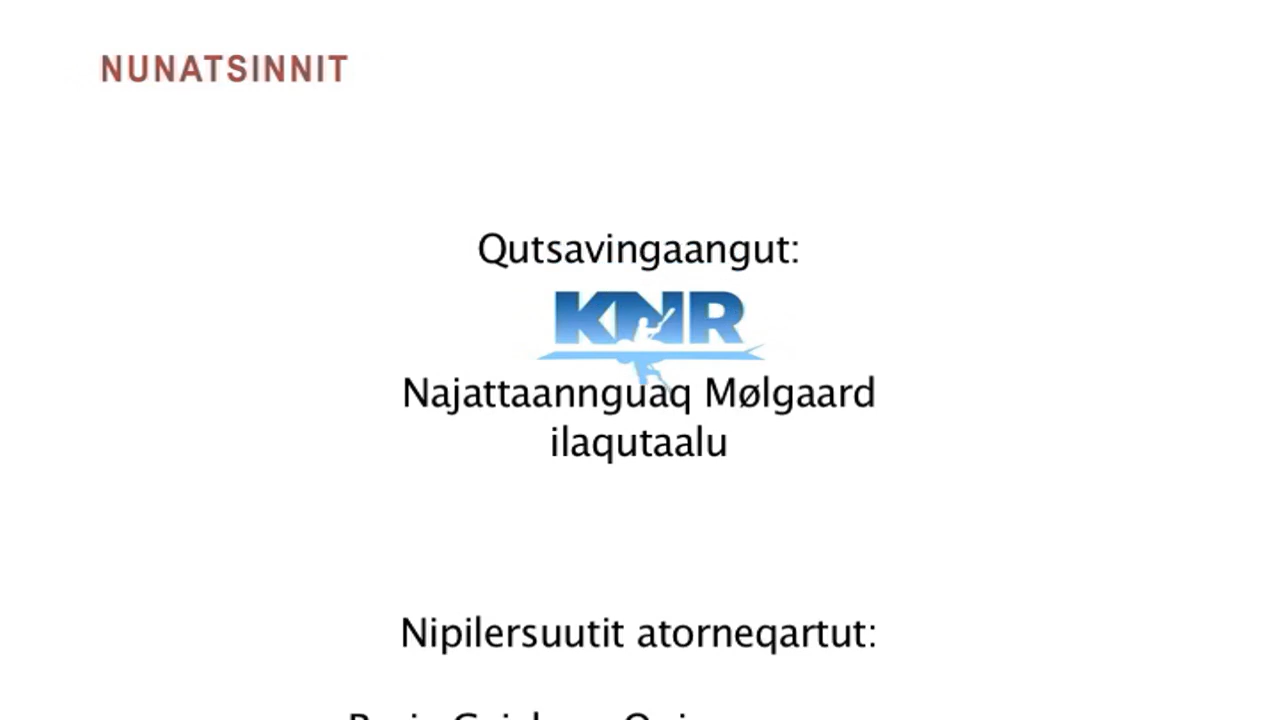 NUNATSINNIT
Qutsavingaangut:
KNR
Najattaannguaq Mølgaard
ilaqutaalu
Nipilersuutit atorneqartut: